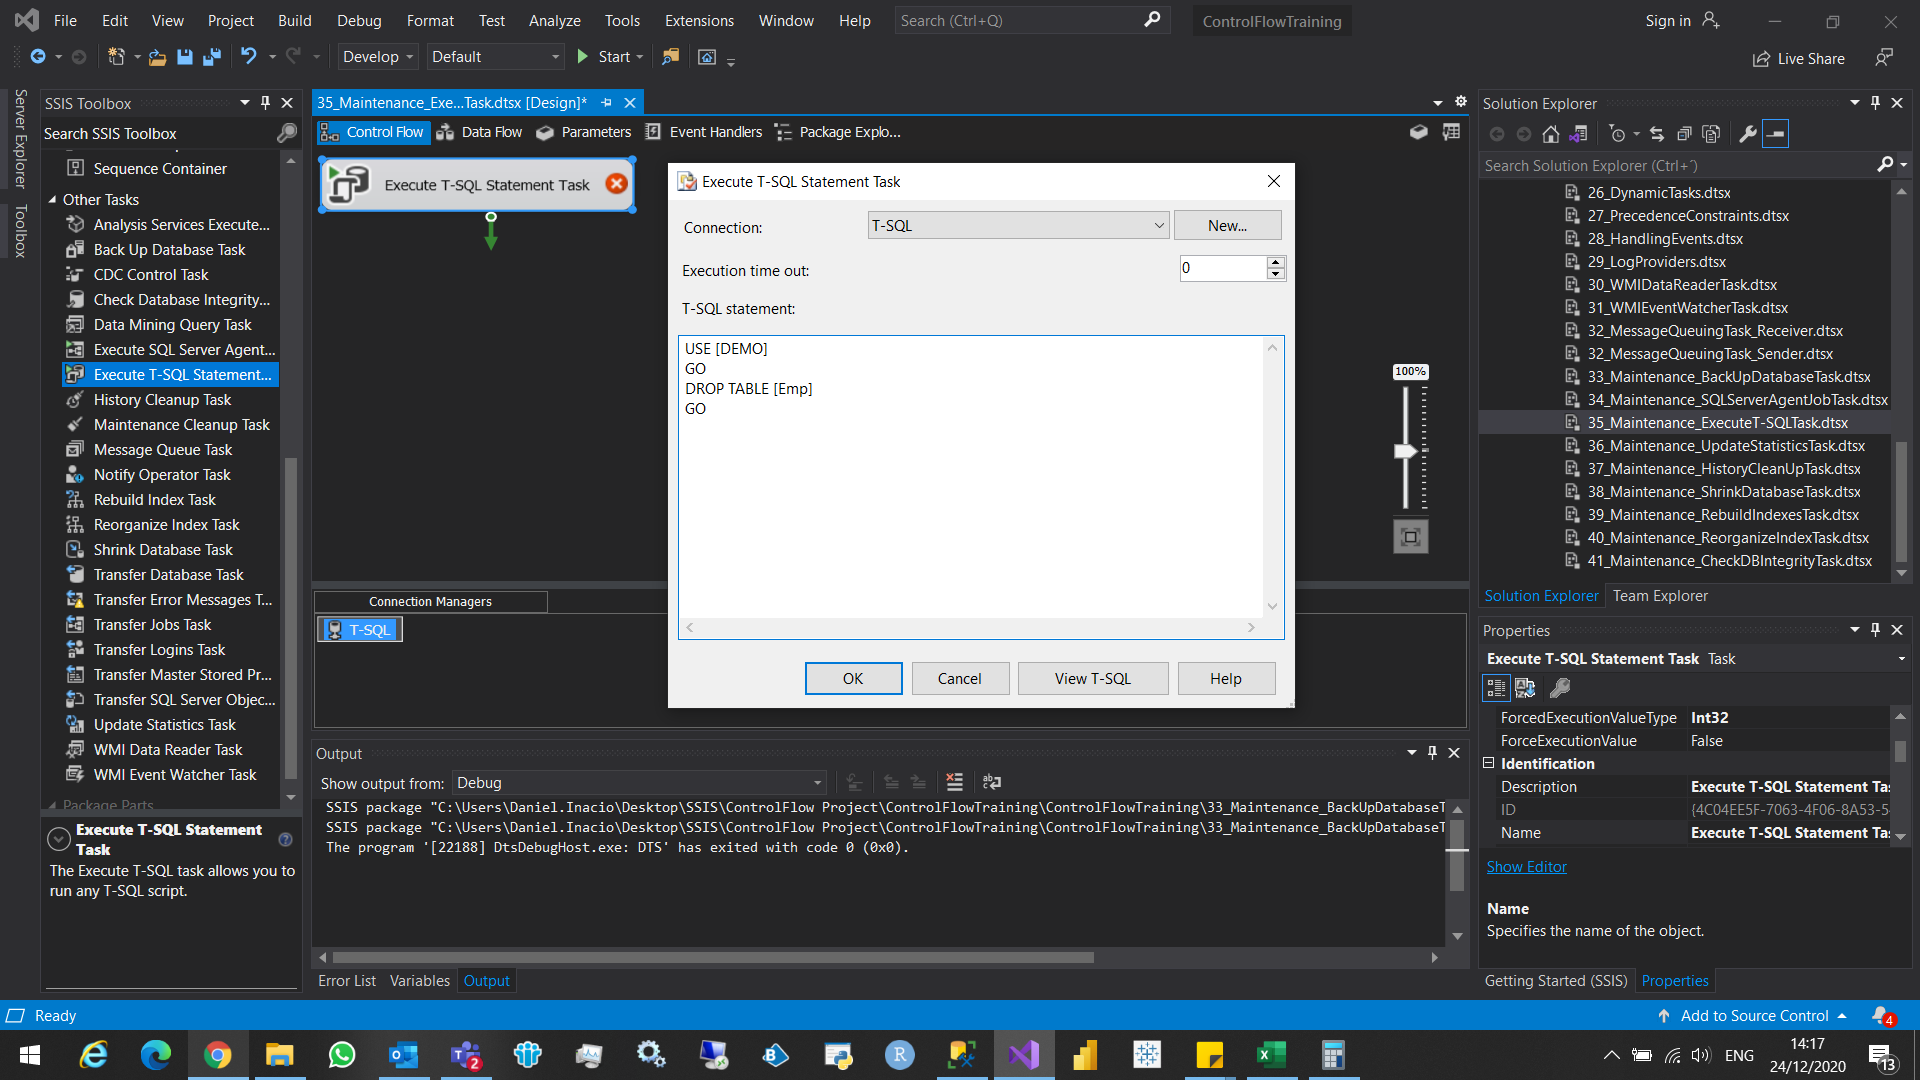 File Edit View Project Build Debug Format Test Analyze Tools Extensions Window Help Search (Ctrl+Q) ControlFlowTraining Sign in
Develop Default Start Live Share
Server Explorer
Toolbox
SSIS Toolbox
Search SSIS Toolbox
Sequence Container
Other Tasks
Analysis Services Execute...
Back Up Database Task
CDC Control Task
Check Database Integrity...
Data Mining Query Task
Execute SQL Server Agent...
Execute T-SQL Statement...
History Cleanup Task
Maintenance Cleanup Task
Message Queue Task
Notify Operator Task
Rebuild Index Task
Reorganize Index Task
Shrink Database Task
Transfer Database Task
Transfer Error Messages T...
Transfer Jobs Task
Transfer Logins Task
Transfer Master Stored Pr...
Transfer SQL Server Objec...
Update Statistics Task
WMI Data Reader Task
WMI Event Watcher Task
Package Parts
Execute T-SQL Statement
Task
The Execute T-SQL task allows you to
run any T-SQL script.
35_Maintenance_Exe...Task.dtsx [Design]*
Control Flow Data Flow Parameters Event Handlers Package Explo...
Execute T-SQL Statement Task
Execute T-SQL Statement Task
Connection: T-SQL New...
Execution time out: 0
T-SQL statement:
USE [DEMO]
GO
DROP TABLE [Emp]
GO
OK Cancel View T-SQL Help
100%
Connection Managers
T-SQL
Output
Show output from: Debug
SSIS package "C:\Users\Daniel.Inacio\Desktop\SSIS\ControlFlow Project\ControlFlowTraining\ControlFlowTraining\33_Maintenance_BackUpDatabaseT
SSIS package "C:\Users\Daniel.Inacio\Desktop\SSIS\ControlFlow Project\ControlFlowTraining\ControlFlowTraining\33_Maintenance_BackUpDatabaseT
The program '[22188] DtsDebugHost.exe: DTS' has exited with code 0 (0x0).
Error List Variables Output
Solution Explorer
Search Solution Explorer (Ctrl+´)
26_DynamicTasks.dtsx
27_PrecedenceConstraints.dtsx
28_HandlingEvents.dtsx
29_LogProviders.dtsx
30_WMIDataReaderTask.dtsx
31_WMIEventWatcherTask.dtsx
32_MessageQueuingTask_Receiver.dtsx
32_MessageQueuingTask_Sender.dtsx
33_Maintenance_BackUpDatabaseTask.dtsx
34_Maintenance_SQLServerAgentJobTask.dtsx
35_Maintenance_ExecuteT-SQLTask.dtsx
36_Maintenance_UpdateStatisticsTask.dtsx
37_Maintenance_HistoryCleanUpTask.dtsx
38_Maintenance_ShrinkDatabaseTask.dtsx
39_Maintenance_RebuildIndexesTask.dtsx
40_Maintenance_ReorganizeIndexTask.dtsx
41_Maintenance_CheckDBIntegrityTask.dtsx
Solution Explorer Team Explorer
Properties
Execute T-SQL Statement Task Task
ForcedExecutionValueType Int32
ForceExecutionValue False
Identification
Description Execute T-SQL Statement Ta
ID {4C04EE5F-7063-4F06-8A53-5
Name Execute T-SQL Statement Ta
Show Editor
Name
Specifies the name of the object.
Getting Started (SSIS) Properties
Ready Add to Source Control 4
2 R ENG 14:17
24/12/2020 13